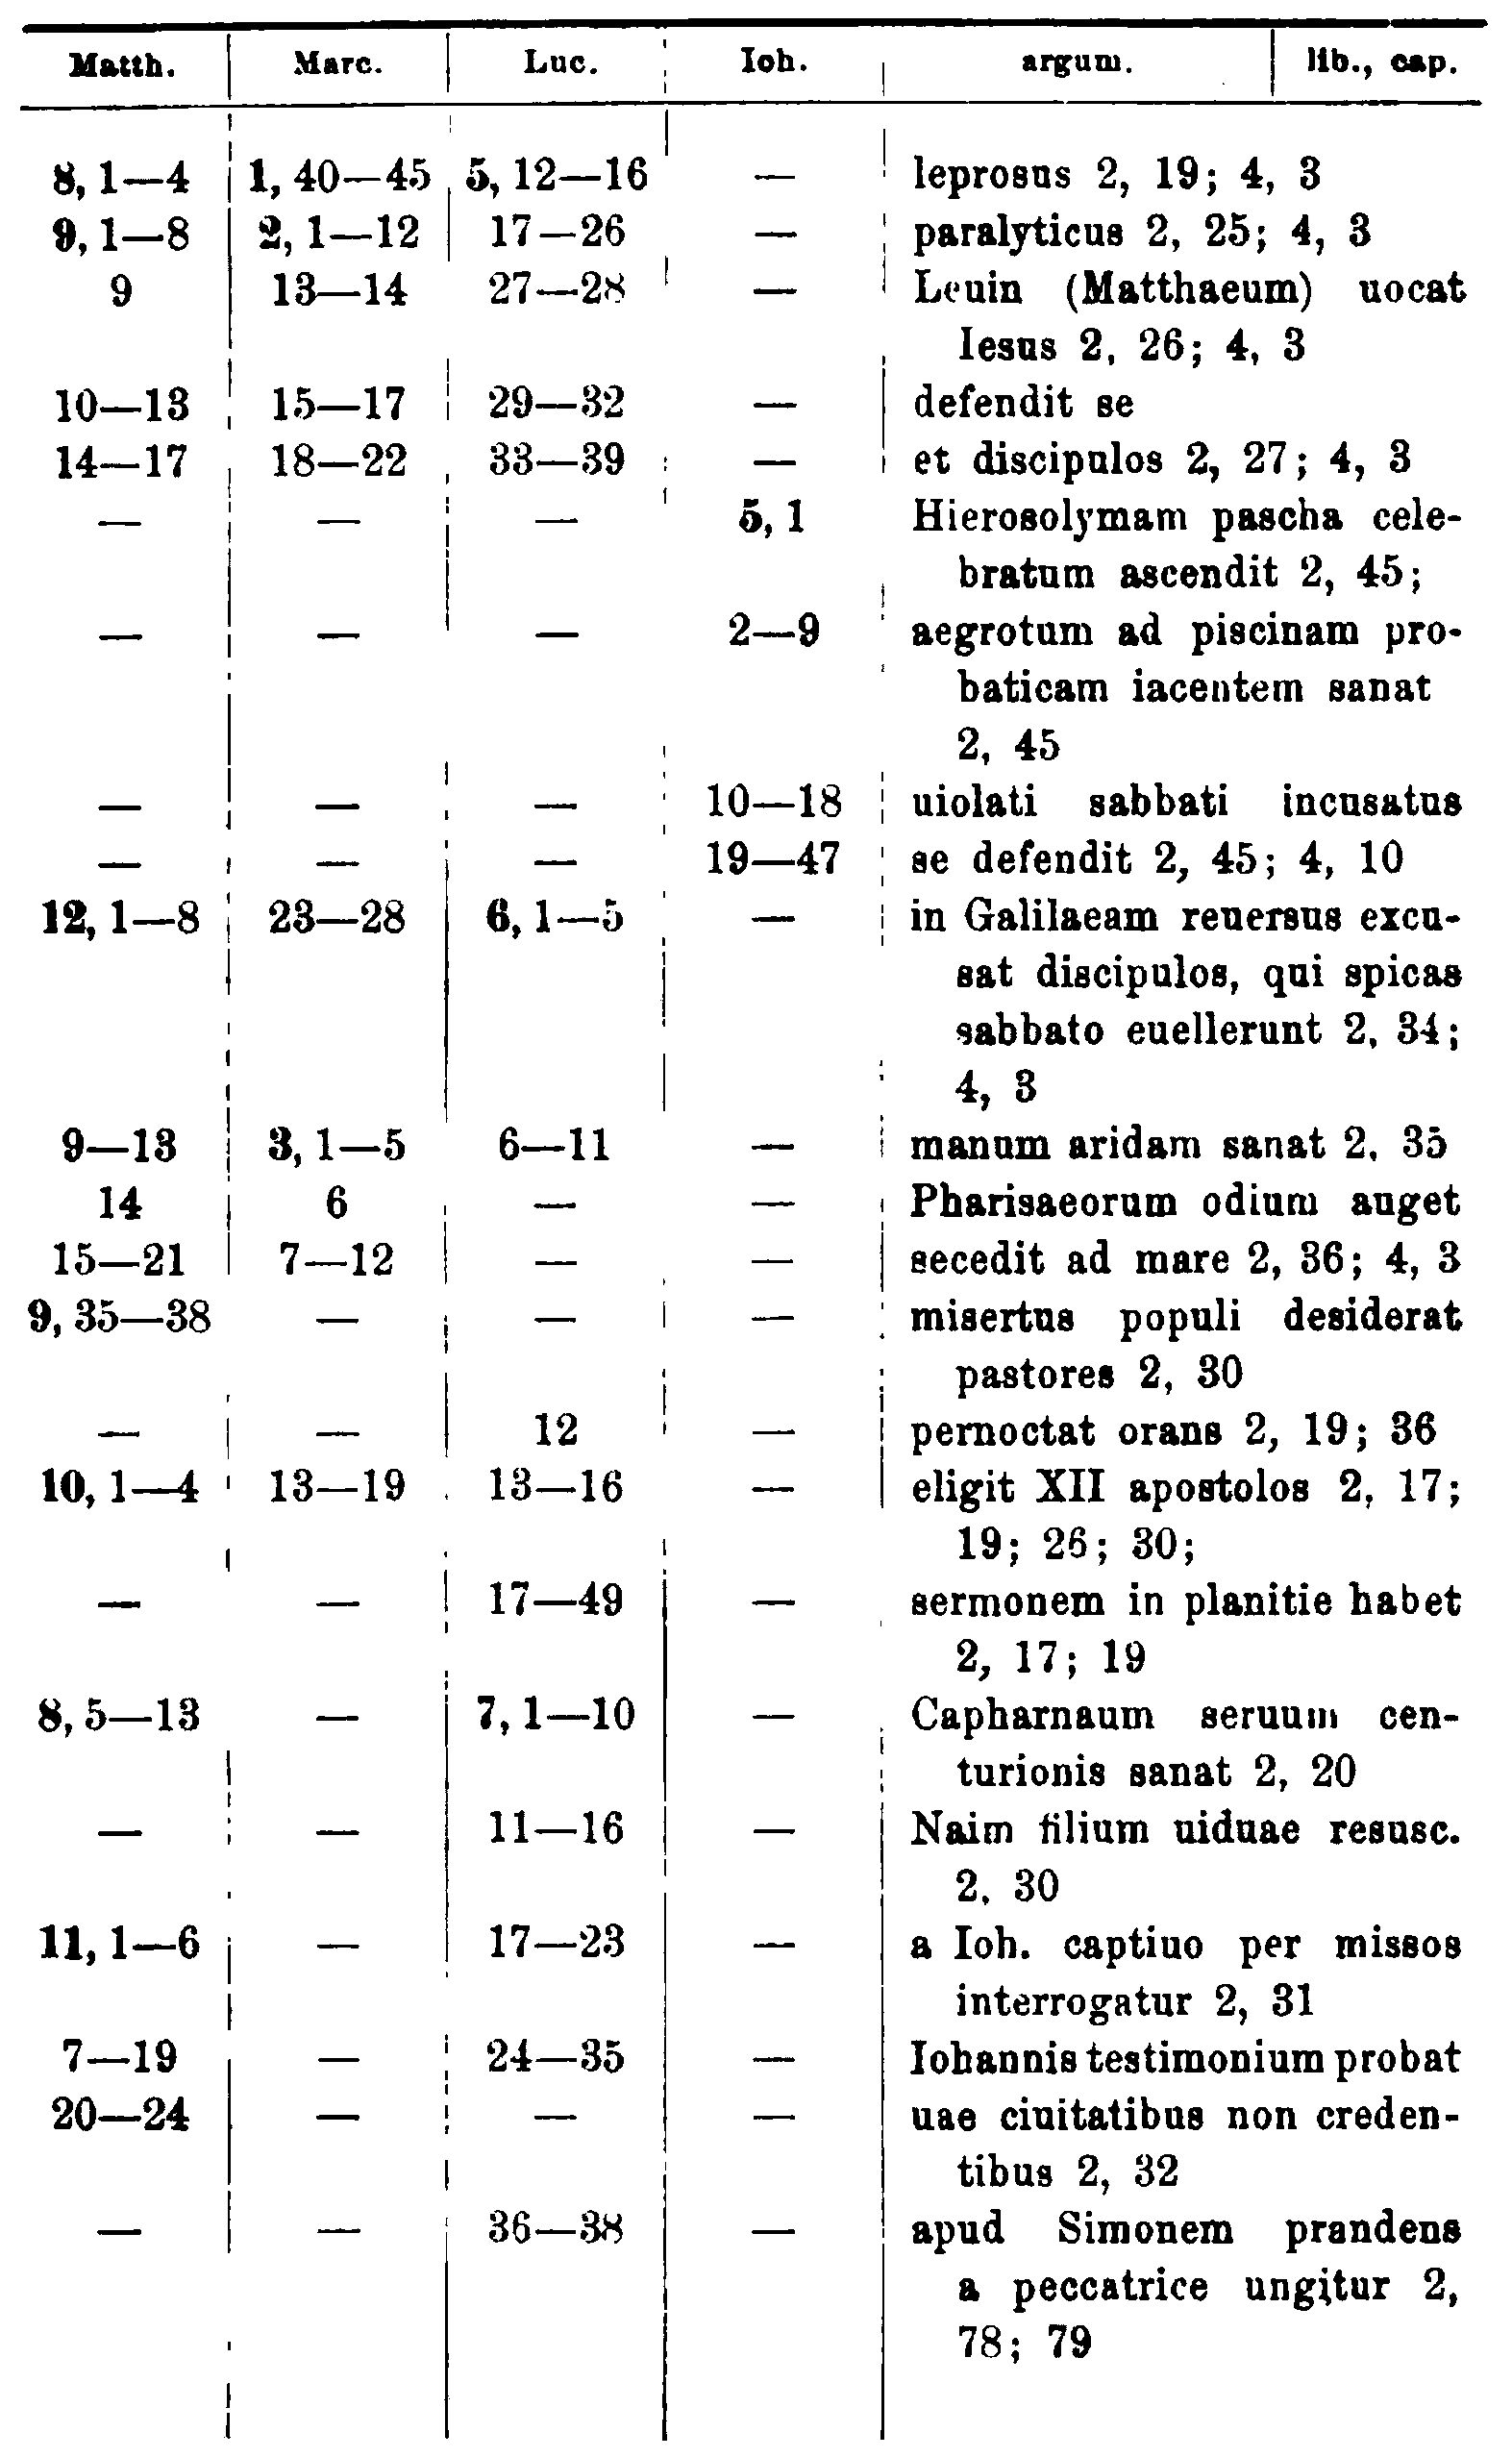 Matth. Marc. Luc. Ioh. argum. lib., cap.
8, 1—4 1, 40—45 5, 12—16 — leprosus 2, 19; 4, 3
9, 1—8 2, 1—12 17—26 — paralyticus 2, 25; 4, 3
9 13—14 27—28 — Leuin (Matthaeum) uocat
Iesus 2, 26; 4, 3
10—13 15—17 29—32 — defendit se
14—17 18—22 33—39 — et discipulos 2, 27; 4, 3
— — — 5, 1 Hierosolymam pascha cele-
bratum ascendit 2, 45;
— — — 2—9 aegrotum ad piscinam pro-
baticam iacentem sanat
2, 45
— — — 10—18 uiolati sabbati incusatus
— — — 19—47 se defendit 2, 45; 4, 10
12, 1—8 23—28 6, 1—5 — in Galilaeam reuersus excu-
sat discipulos, qui spicas
sabbato euellerunt 2, 34;
4, 3
9—13 3, 1—5 6—11 — manum aridam sanat 2, 35
14 6 — — Pharisaeorum odium auget
15—21 7—12 — — secedit ad mare 2, 36; 4, 3
9, 35—38 — — — misertus populi desiderat
pastores 2, 30
— — 12 — pernoctat orans 2, 19; 36
10, 1—4 13—19 13—16 — eligit XII apostolos 2, 17;
19; 26; 30;
— — 17—49 — sermonem in planitie habet
2, 17; 19
8, 5—13 — 7, 1—10 — Capharnaum seruum cen-
turionis sanat 2, 20
— — 11—16 — Naim filium uiduae resusc.
2, 30
11, 1—6 — 17—23 — a Ioh. captiuo per missos
interrogatur 2, 31
7—19 — 24—35 — Iohannis testimonium probat
20—24 — — — uae ciuitatibus non creden-
tibus 2, 32
— — 36—38 — apud Simonem prandens
a peccatrice ungitur 2,
78; 79